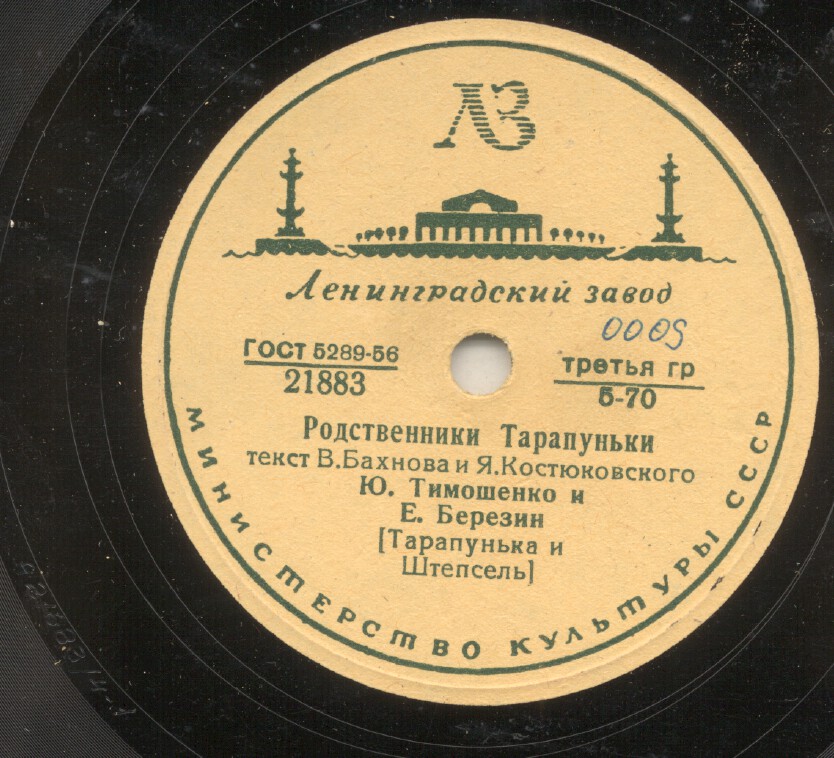 ЛЗ
Ленинградский завод
0009
ГОСТ 5289-56
21883
третья гр
5-70
Родственники Тарапуньки
текст В.Бахнова и Я.Костюковского
Ю. Тимошенко и
Е. Березин
[Тарапунька и
Штепсель]
МИНИСТЕРСТВО КУЛЬТУРЫ СССР